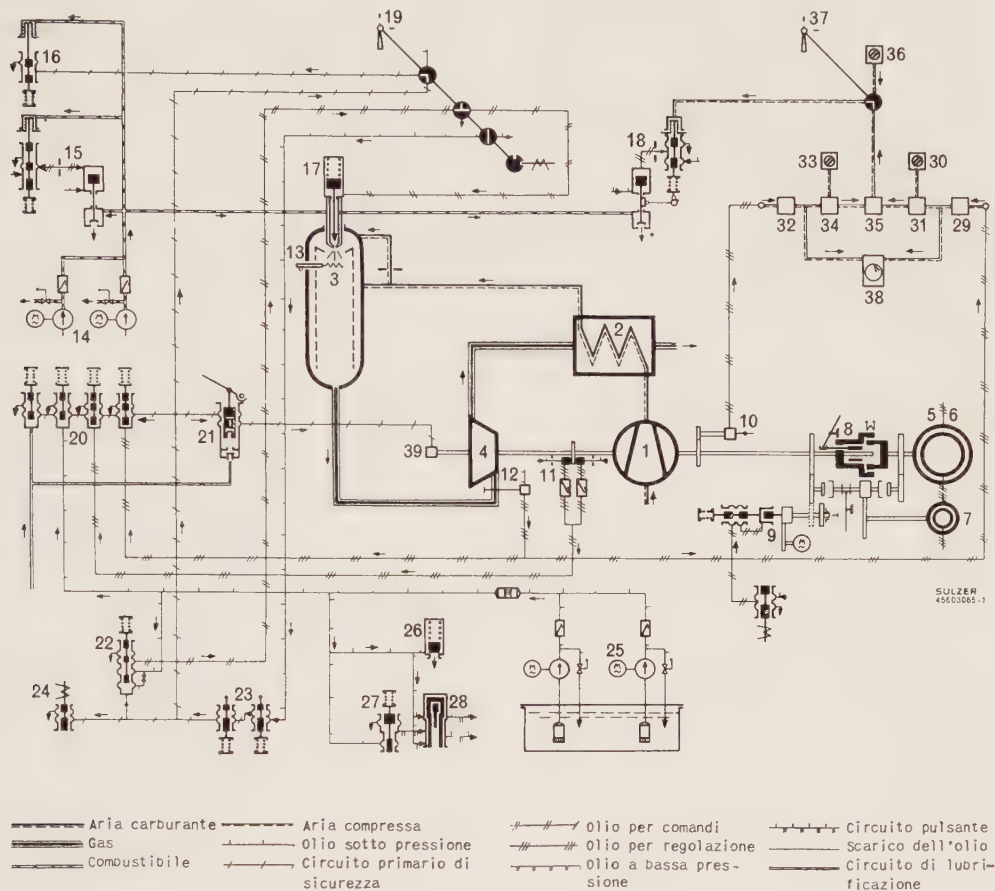 19
37
36
16
15
17
18
33
30
13
3
32
34
35
31
29
38
14
2
20
21
39
4
12
11
1
10
8
W
5
6
9
7
SULZER
45603065-1
22
26
25
24
23
27
28
Aria carburante
Aria compressa
Olio per comandi
Circuito pulsante
Gas
Olio sotto pressione
Olio per regolazione
Scarico dell'olio
Combustibile
Circuito primario di
sicurezza
Olio a bassa pres-
sione
Circuito di lubri-
ficazione